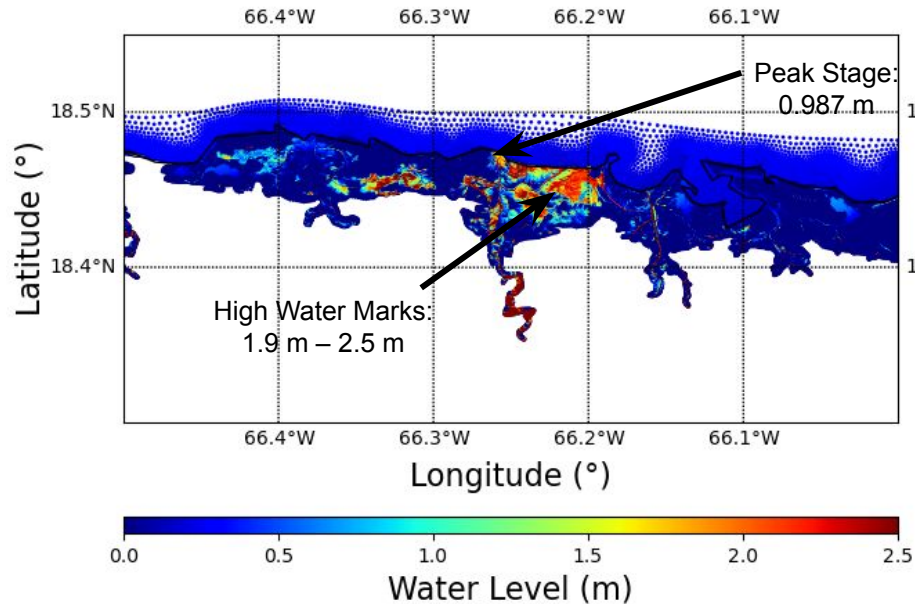 66.4°W 66.3°W 66.2°W 66.1°W
Peak Stage:
0.987 m
18.5°N 1
Latitude (°)
18.4°N 1
High Water Marks:
1.9 m – 2.5 m
66.4°W 66.3°W 66.2°W 66.1°W
Longitude (°)
0.0 0.5 1.0 1.5 2.0 2.5
Water Level (m)